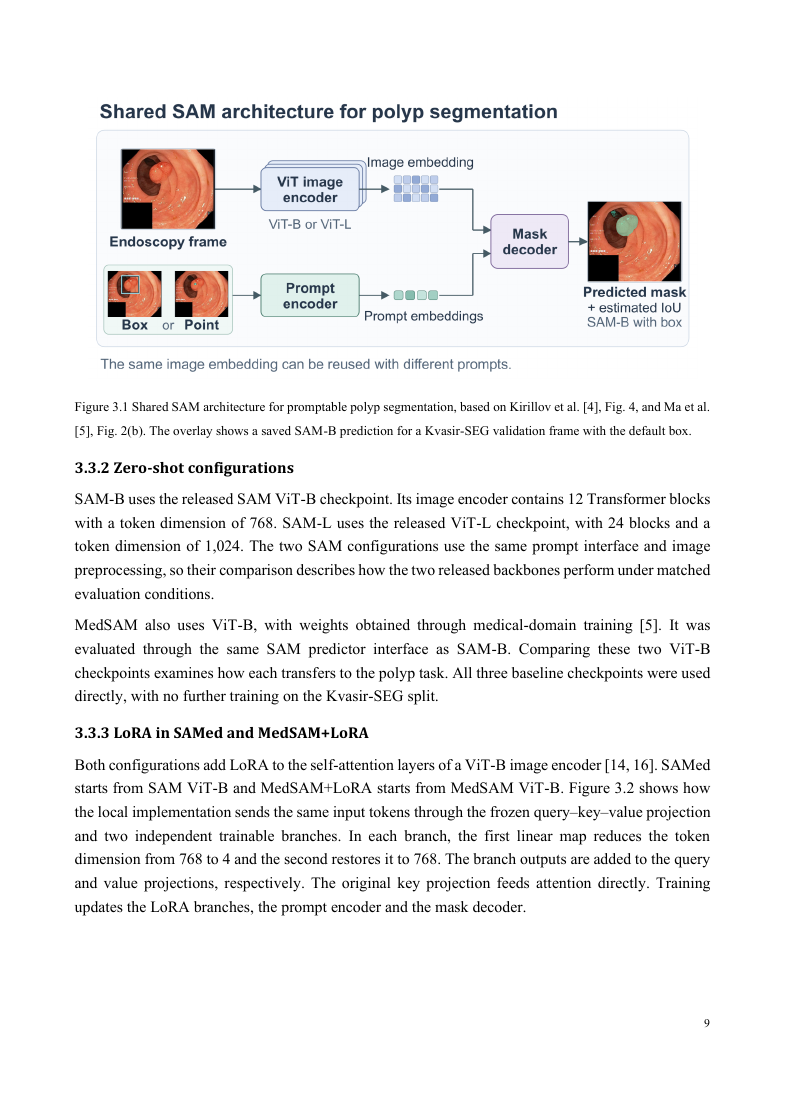 Shared SAM architecture for polyp segmentation
Image embedding
ViT image
encoder
ViT-B or ViT-L
Endoscopy frame
Mask
decoder
Box or Point
Prompt
encoder
Prompt embeddings
Predicted mask
+ estimated IoU
SAM-B with box
The same image embedding can be reused with different prompts.
Figure 3.1 Shared SAM architecture for promptable polyp segmentation, based on Kirillov et al. [4], Fig. 4, and Ma et al.
[5], Fig. 2(b). The overlay shows a saved SAM-B prediction for a Kvasir-SEG validation frame with the default box.
3.3.2 Zero-shot configurations
SAM-B uses the released SAM ViT-B checkpoint. Its image encoder contains 12 Transformer blocks
with a token dimension of 768. SAM-L uses the released ViT-L checkpoint, with 24 blocks and a
token dimension of 1,024. The two SAM configurations use the same prompt interface and image
preprocessing, so their comparison describes how the two released backbones perform under matched
evaluation conditions.
MedSAM also uses ViT-B, with weights obtained through medical-domain training [5]. It was
evaluated through the same SAM predictor interface as SAM-B. Comparing these two ViT-B
checkpoints examines how each transfers to the polyp task. All three baseline checkpoints were used
directly, with no further training on the Kvasir-SEG split.
3.3.3 LoRA in SAMed and MedSAM+LoRA
Both configurations add LoRA to the self-attention layers of a ViT-B image encoder [14, 16]. SAMed
starts from SAM ViT-B and MedSAM+LoRA starts from MedSAM ViT-B. Figure 3.2 shows how
the local implementation sends the same input tokens through the frozen query–key–value projection
and two independent trainable branches. In each branch, the first linear map reduces the token
dimension from 768 to 4 and the second restores it to 768. The branch outputs are added to the query
and value projections, respectively. The original key projection feeds attention directly. Training
updates the LoRA branches, the prompt encoder and the mask decoder.
9